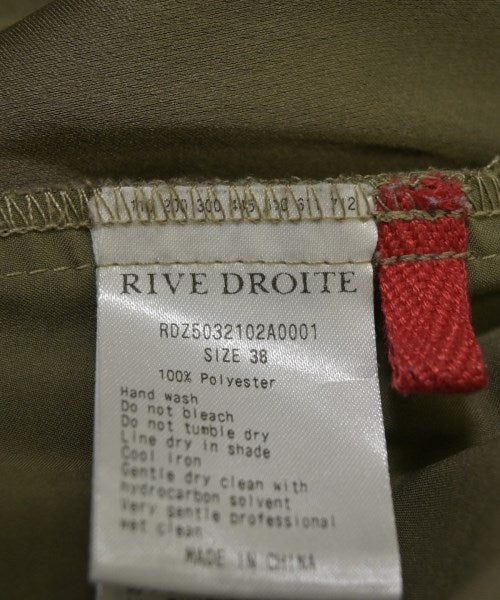 RIVE DROITE
RDZ5032102A0001
SIZE 38
100% Polyester
Hand wash
Do not bleach
Do not tumble dry
Line dry in shade
Cool iron
Gentle dry clean with
hydrocarbon solvent
Very gentle professional
wet clean
MADE IN CHINA